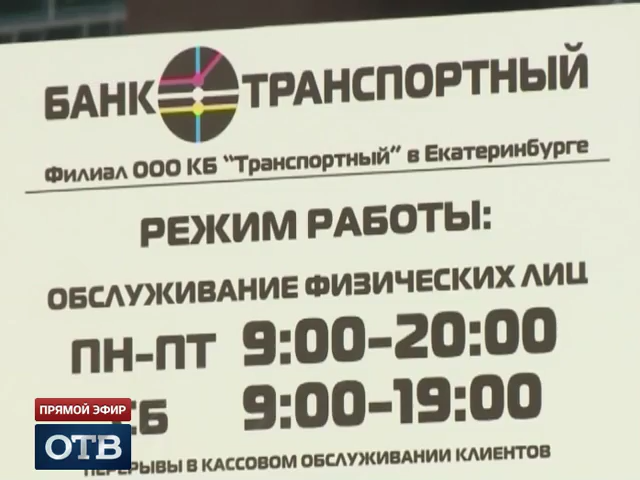 БАНК ТРАНСПОРТНЫЙ
Филиал ООО КБ "Транспортный" в Екатеринбурге
РЕЖИМ РАБОТЫ:
ОБСЛУЖИВАНИЕ ФИЗИЧЕСКИХ ЛИЦ
ПН-ПТ 9:00-20:00
СБ 9:00-19:00
ПЕРЕРЫВЫ В КАССОВОМ ОБСЛУЖИВАНИИ КЛИЕНТОВ
ПРЯМОЙ ЭФИР
ОТВ